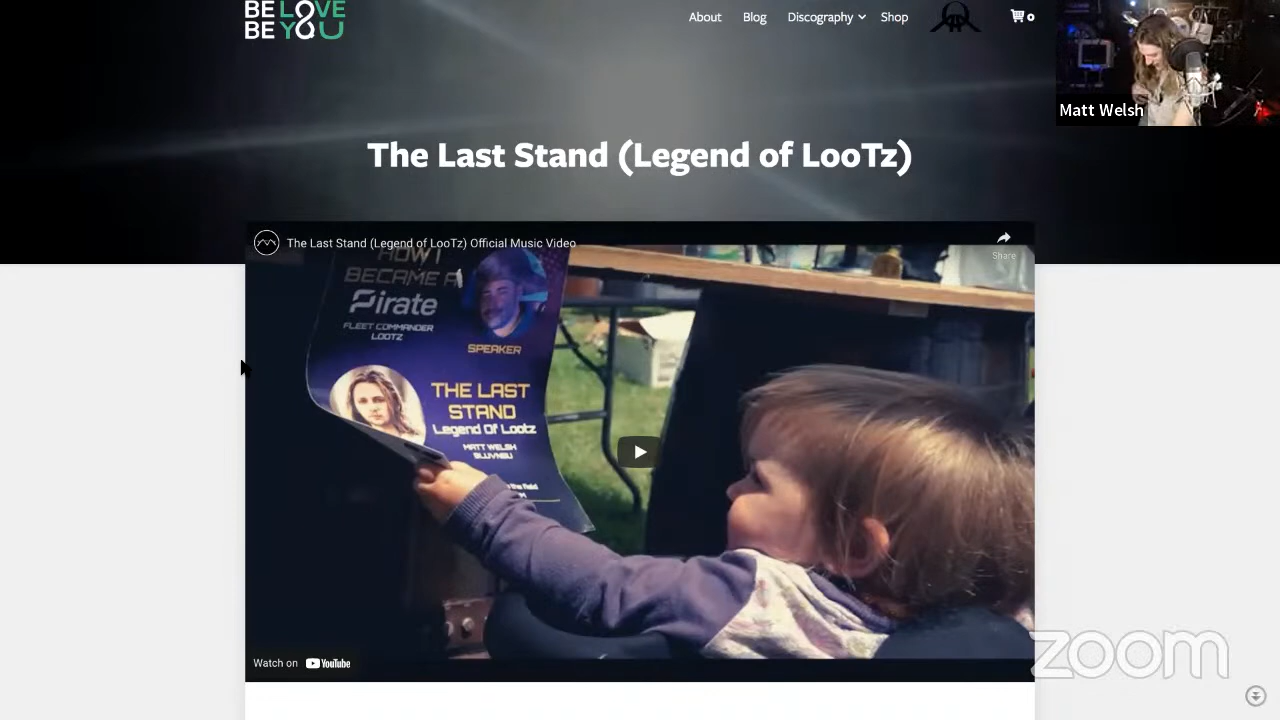 BE LOVE
BE YOU
About
Blog
Discography
Shop
0
Matt Welsh
The Last Stand (Legend of LooTz)
The Last Stand (Legend of LooTz) Official Music Video
Share
HOW I
BECAME A
Pirate
FLEET COMMANDER
LOOTZ
SPEAKER
THE LAST
STAND
Legend Of Lootz
MATT WELSH
Watch on
YouTube
zoom